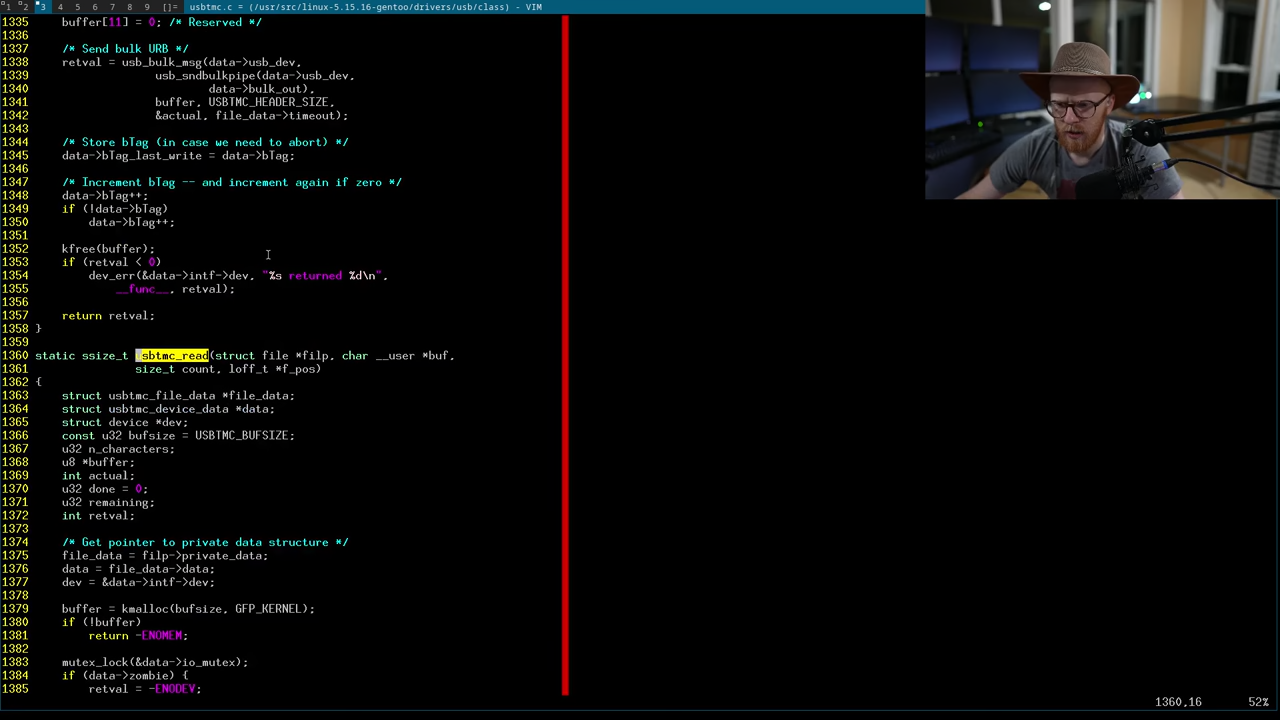 1 2 3 4 5 6 7 8 9 []= usbtmc.c = (/usr/src/linux-5.15.16-gentoo/drivers/usb/class) - VIM
1335 buffer[11] = 0; /* Reserved */
1336
1337 /* Send bulk URB */
1338 retval = usb_bulk_msg(data->usb_dev,
1339 usb_sndbulkpipe(data->usb_dev,
1340 data->bulk_out),
1341 buffer, USBTMC_HEADER_SIZE,
1342 &actual, file_data->timeout);
1343
1344 /* Store bTag (in case we need to abort) */
1345 data->bTag_last_write = data->bTag;
1346
1347 /* Increment bTag -- and increment again if zero */
1348 data->bTag++;
1349 if (!data->bTag)
1350 data->bTag++;
1351
1352 kfree(buffer);
1353 if (retval < 0)
1354 dev_err(&data->intf->dev, "%s returned %d\n",
1355 __func__, retval);
1356
1357 return retval;
1358 }
1359
1360 static ssize_t usbtmc_read(struct file *filp, char __user *buf,
1361 size_t count, loff_t *f_pos)
1362 {
1363 struct usbtmc_file_data *file_data;
1364 struct usbtmc_device_data *data;
1365 struct device *dev;
1366 const u32 bufsize = USBTMC_BUFSIZE;
1367 u32 n_characters;
1368 u8 *buffer;
1369 int actual;
1370 u32 done = 0;
1371 u32 remaining;
1372 int retval;
1373
1374 /* Get pointer to private data structure */
1375 file_data = filp->private_data;
1376 data = file_data->data;
1377 dev = &data->intf->dev;
1378
1379 buffer = kmalloc(bufsize, GFP_KERNEL);
1380 if (!buffer)
1381 return -ENOMEM;
1382
1383 mutex_lock(&data->io_mutex);
1384 if (data->zombie) {
1385 retval = -ENODEV;
1360,16 52%